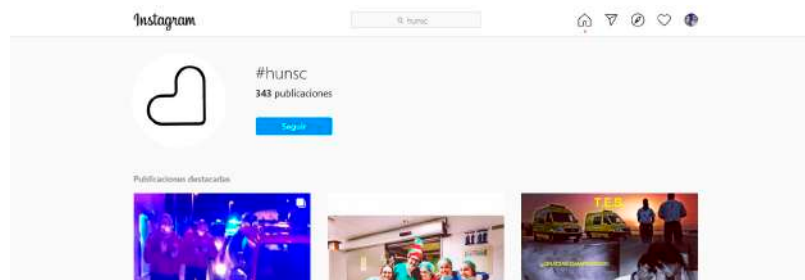 Instagram
hunsc
#hunsc
343 publicaciones
Seguir
Publicaciones destacadas
T.E.S.